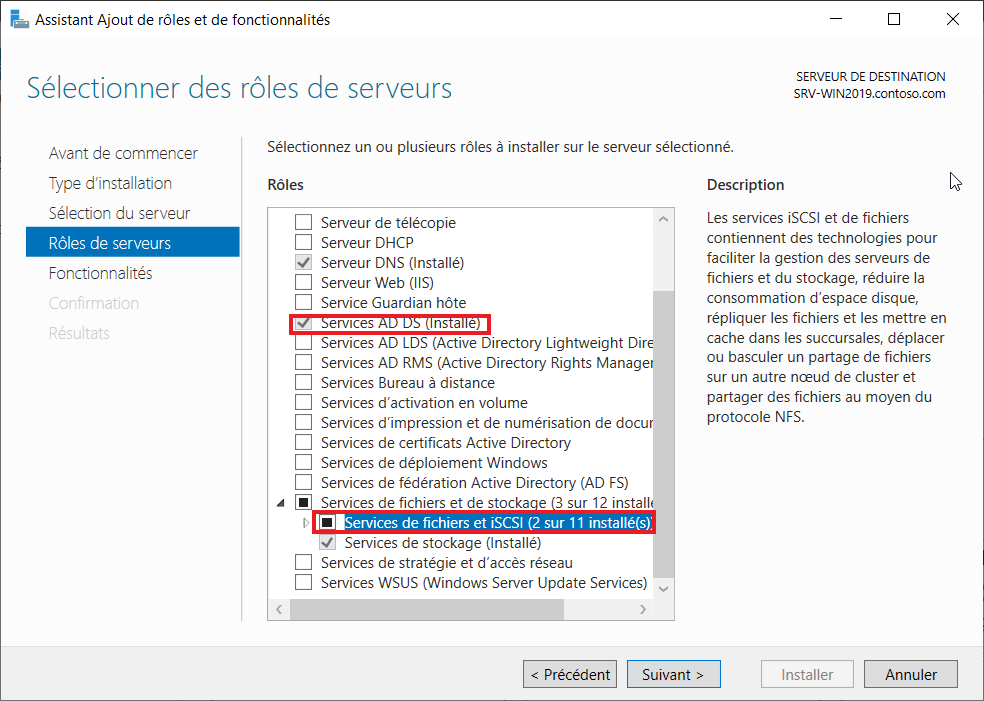 Assistant Ajout de rôles et de fonctionnalités
Sélectionner des rôles de serveurs
SERVEUR DE DESTINATION
SRV-WIN2019.contoso.com
Avant de commencer
Type d’installation
Sélection du serveur
Rôles de serveurs
Fonctionnalités
Confirmation
Résultats
Sélectionnez un ou plusieurs rôles à installer sur le serveur sélectionné.
Rôles
Serveur de télécopie
Serveur DHCP
Serveur DNS (Installé)
Serveur Web (IIS)
Service Guardian hôte
Services AD DS (Installé)
Services AD LDS (Active Directory Lightweight Dire
Services AD RMS (Active Directory Rights Manager
Services Bureau à distance
Services d’activation en volume
Services d’impression et de numérisation de docur
Services de certificats Active Directory
Services de déploiement Windows
Services de fédération Active Directory (AD FS)
Services de fichiers et de stockage (3 sur 12 installé
Services de fichiers et iSCSI (2 sur 11 installé(s))
Services de stockage (Installé)
Services de stratégie et d’accès réseau
Services WSUS (Windows Server Update Services)
Description
Les services iSCSI et de fichiers
contiennent des technologies pour
faciliter la gestion des serveurs de
fichiers et du stockage, réduire la
consommation d’espace disque,
répliquer les fichiers et les mettre en
cache dans les succursales, déplacer
ou basculer un partage de fichiers
sur un autre nœud de cluster et
partager des fichiers au moyen du
protocole NFS.
< Précédent
Suivant >
Installer
Annuler